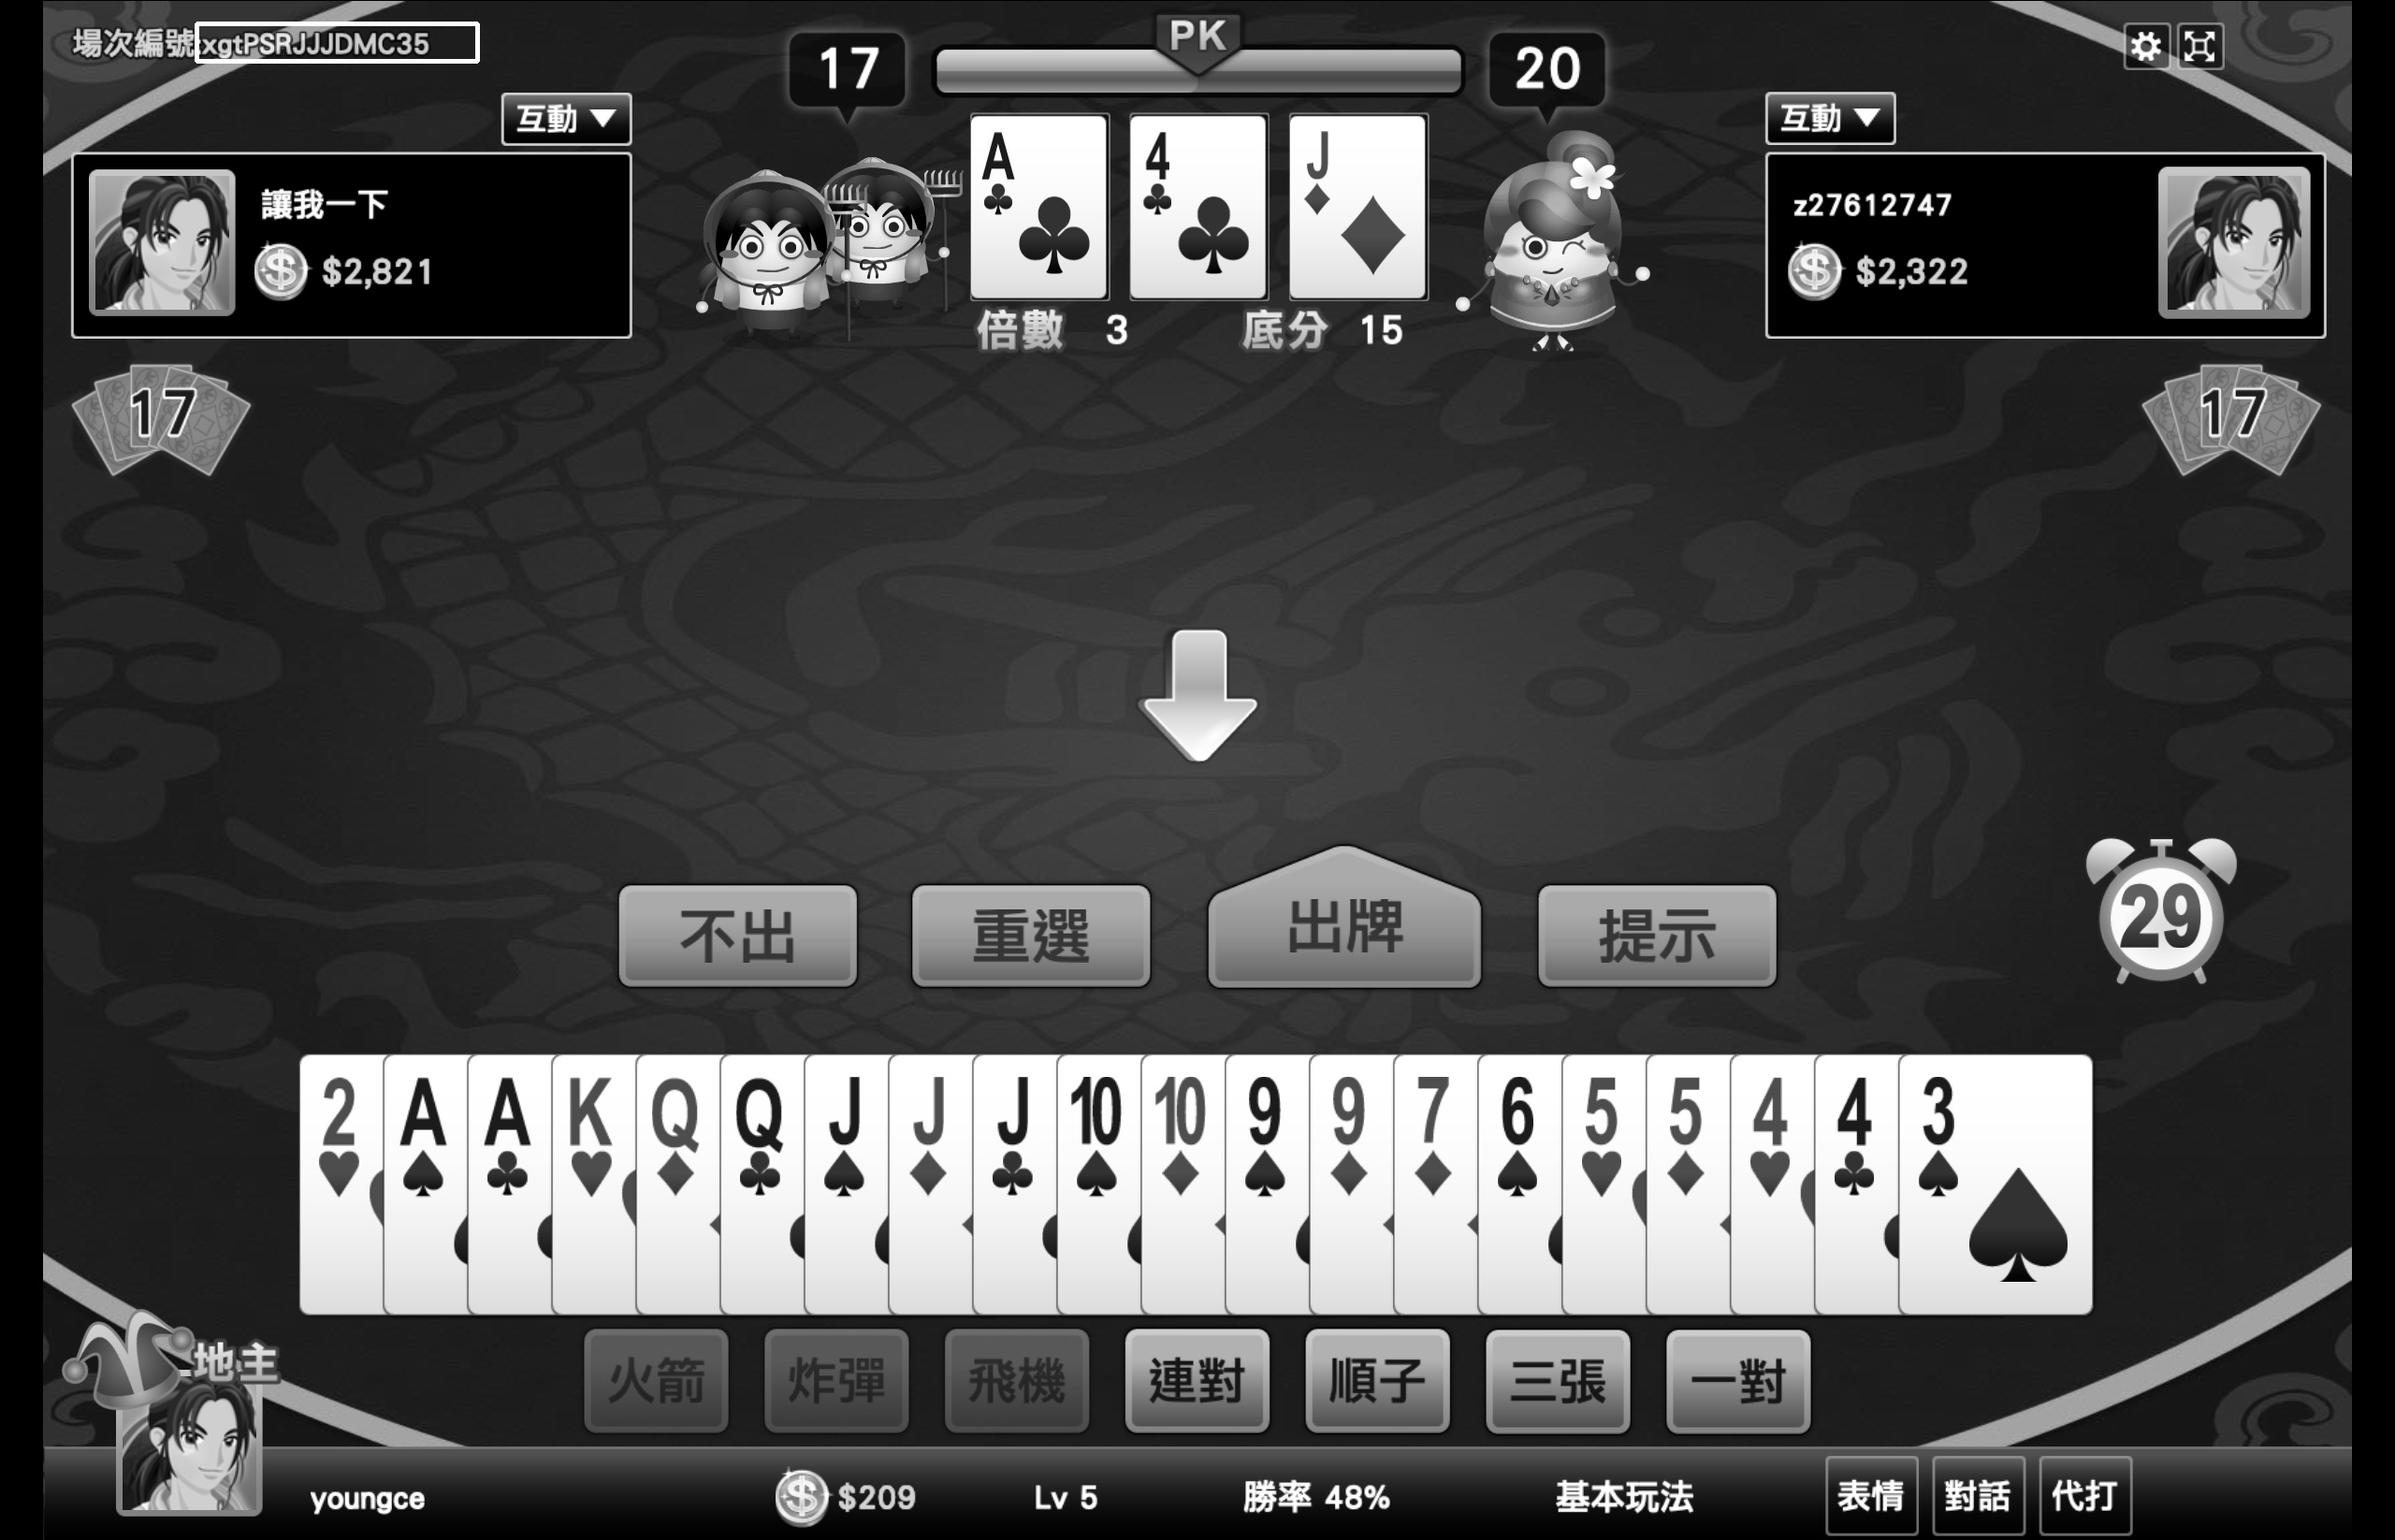 場次編號:xgtPSRJJJDMC35
17
PK
20
互動
互動
讓我一下
$2,821
A
4
J
z27612747
$2,322
倍數 3 底分 15
17
17
不出
重選
出牌
提示
29
2 A A K Q Q J J J 10 10 9 9 7 6 5 5 4 4 3
地主
火箭
炸彈
飛機
連對
順子
三張
一對
youngce
$209
Lv 5
勝率 48%
基本玩法
表情
對話
代打